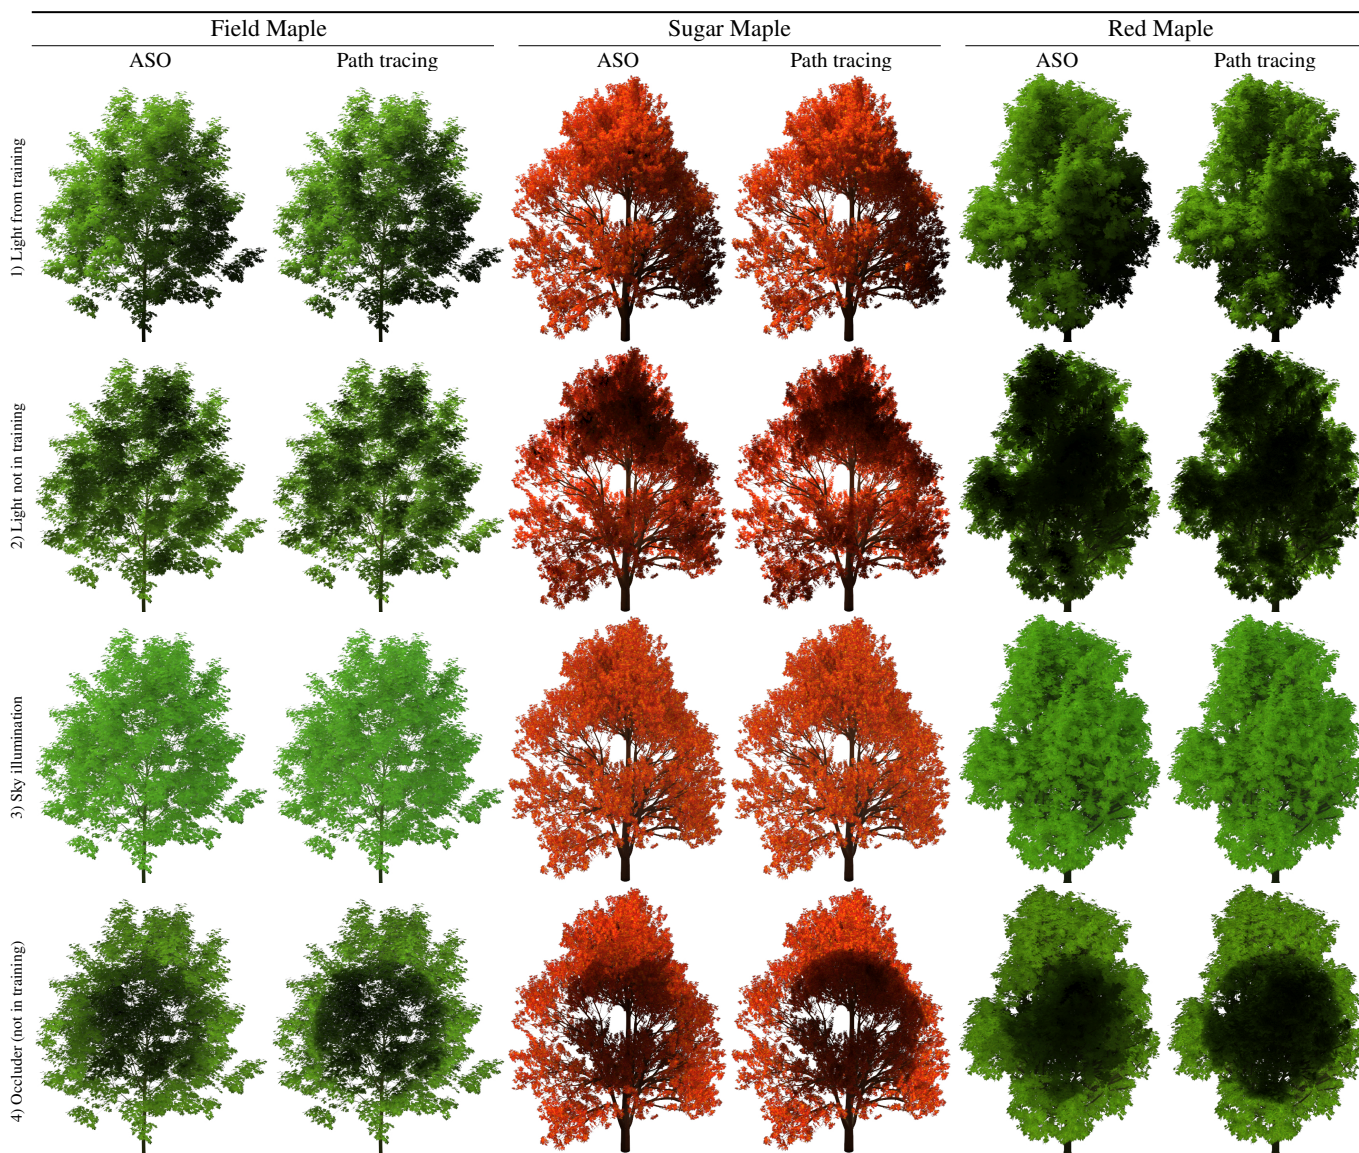 Field Maple Sugar Maple Red Maple
ASO Path tracing ASO Path tracing ASO Path tracing
1) Light from training
2) Light not in training
3) Sky illumination
4) Occluder (not in training)